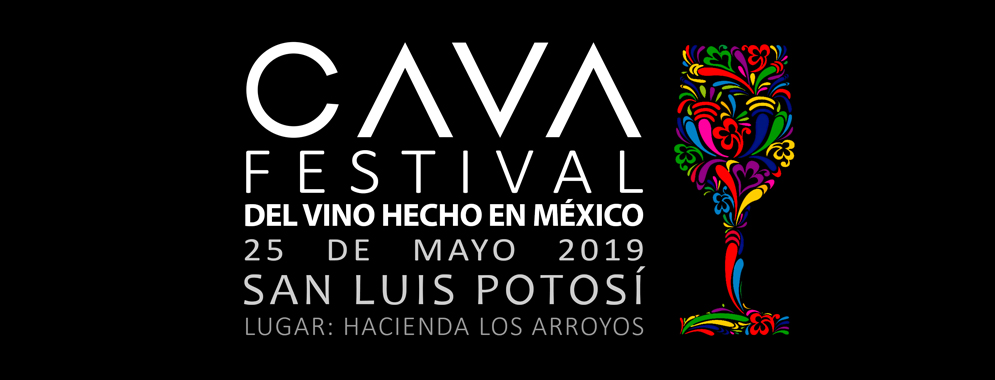 CAVA
FESTIVAL
DEL VINO HECHO EN MÉXICO
25 DE MAYO 2019
SAN LUIS POTOSÍ
LUGAR: HACIENDA LOS ARROYOS